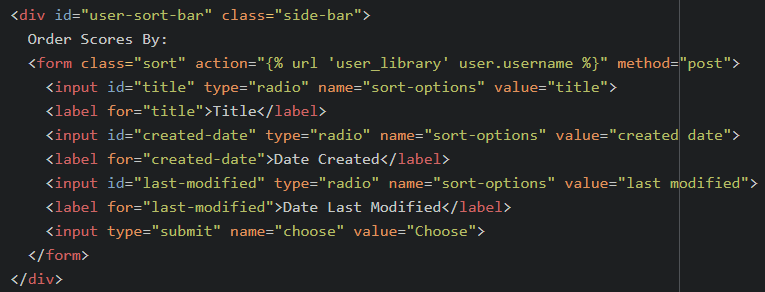 <div id="user-sort-bar" class="side-bar">
  Order Scores By:
  <form class="sort" action="{% url 'user_library' user.username %}" method="post">
    <input id="title" type="radio" name="sort-options" value="title">
    <label for="title">Title</label>
    <input id="created-date" type="radio" name="sort-options" value="created date">
    <label for="created-date">Date Created</label>
    <input id="last-modified" type="radio" name="sort-options" value="last modified">
    <label for="last-modified">Date Last Modified</label>
    <input type="submit" name="choose" value="Choose">
  </form>
</div>